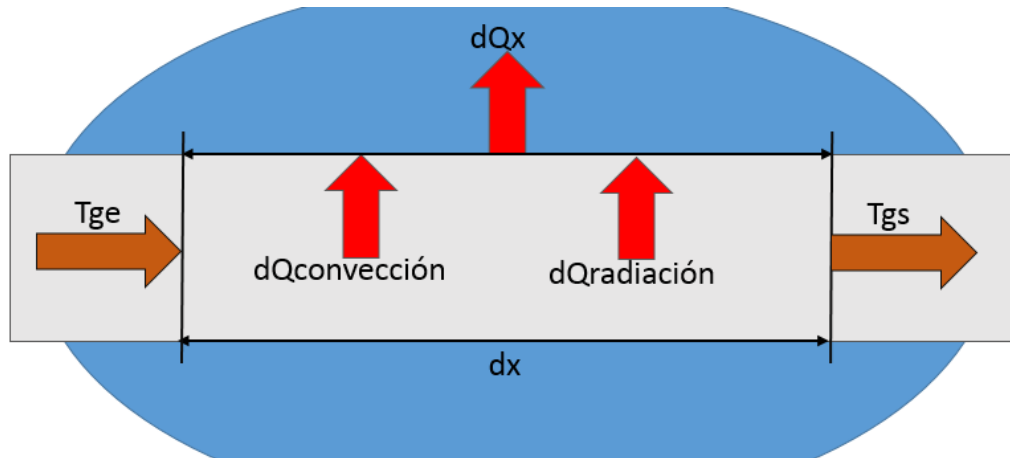 dQx
Tge
Tgs
dQconvección
dQradiación
dx